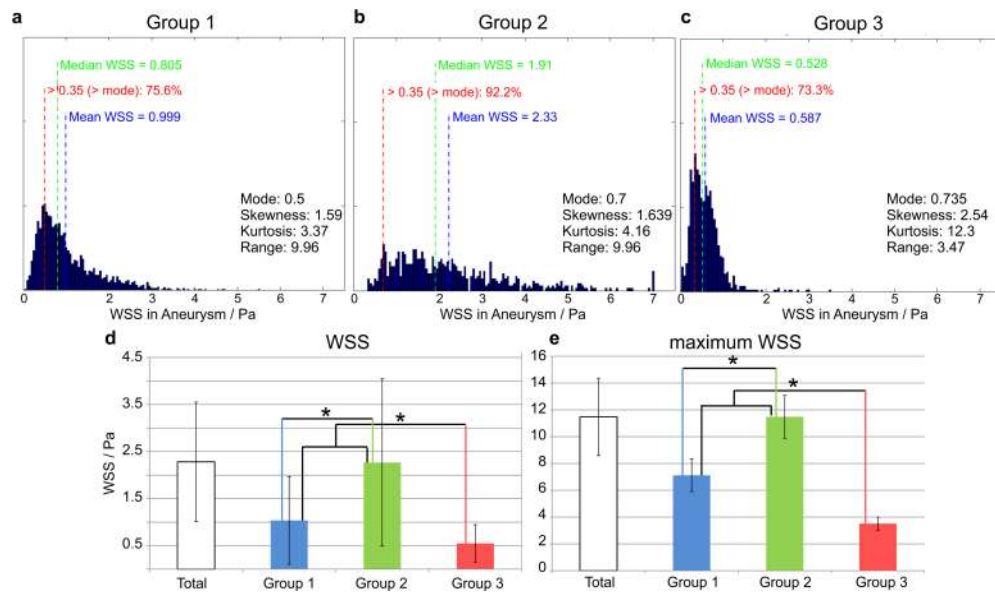 a
Group 1
Median WSS = 0.805
> 0.35 (> mode): 75.6%
Mean WSS = 0.999
Mode: 0.5
Skewness: 1.59
Kurtosis: 3.37
Range: 9.96
0 1 2 3 4 5 6 7
WSS in Aneurysm / Pa
b
Group 2
Median WSS = 1.91
> 0.35 (> mode): 92.2%
Mean WSS = 2.33
Mode: 0.7
Skewness: 1.639
Kurtosis: 4.16
Range: 9.96
0 1 2 3 4 5 6 7
WSS in Aneurysm / Pa
c
Group 3
Median WSS = 0.528
> 0.35 (> mode): 73.3%
Mean WSS = 0.587
Mode: 0.735
Skewness: 2.54
Kurtosis: 12.3
Range: 3.47
0 1 2 3 4 5 6 7
WSS in Aneurysm / Pa
d
WSS
WSS / Pa
4.5
3.5
2.5
1.5
0.5
*
*
Total Group 1 Group 2 Group 3
e
maximum WSS
16
14
12
10
8
6
4
2
0
*
*
Total Group 1 Group 2 Group 3